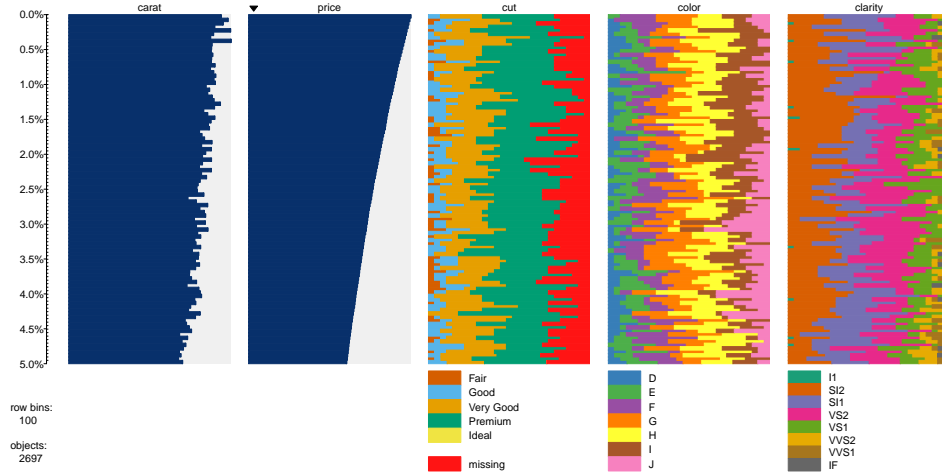 carat price cut color clarity
0.0%
0.5%
1.0%
1.5%
2.0%
2.5%
3.0%
3.5%
4.0%
4.5%
5.0%
row bins:
100
objects:
2697
Fair
Good
Very Good
Premium
Ideal
missing
D
E
F
G
H
I
J
I1
SI2
SI1
VS2
VS1
VVS2
VVS1
IF